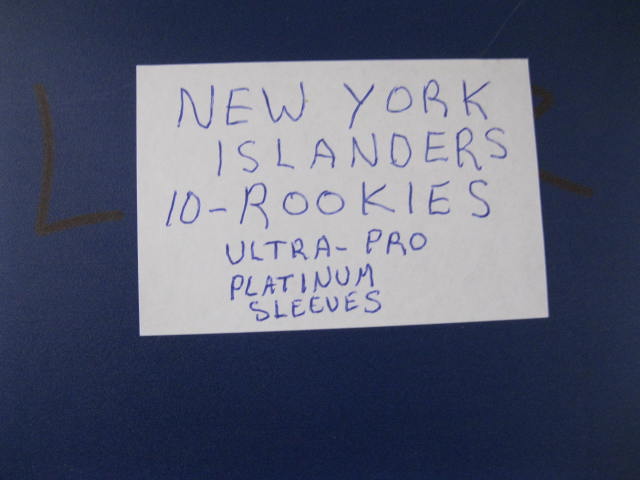 NEW YORK
ISLANDERS
10-ROOKIES
ULTRA-PRO
PLATINUM
SLEEVES